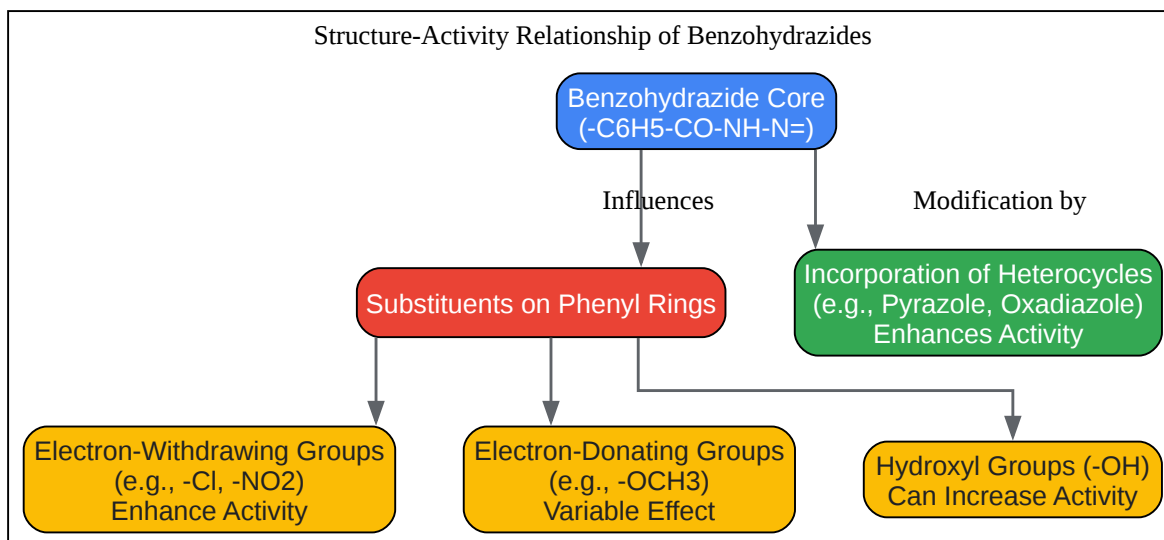 Structure-Activity Relationship of Benzohydrazides
Benzohydrazide Core
(-C6H5-CO-NH-N=)
Influences
Modification by
Incorporation of Heterocycles
(e.g., Pyrazole, Oxadiazole)
Enhances Activity
Substituents on Phenyl Rings
Electron-Withdrawing Groups
(e.g., -Cl, -NO2)
Enhance Activity
Electron-Donating Groups
(e.g., -OCH3)
Variable Effect
Hydroxyl Groups (-OH)
Can Increase Activity